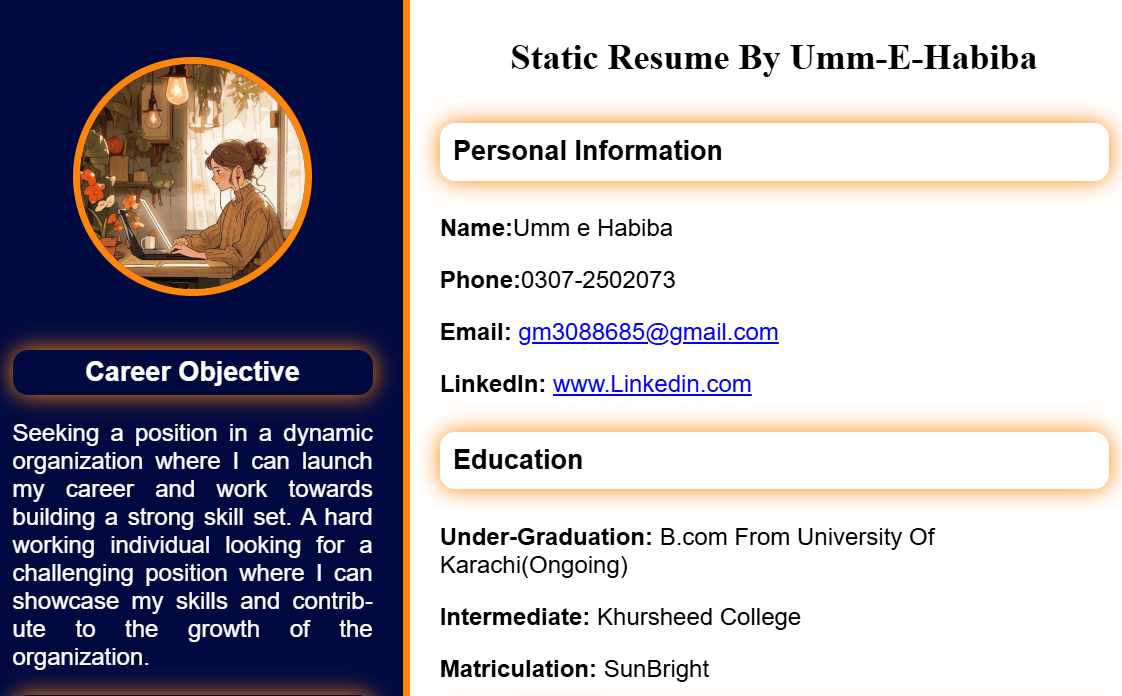 Static Resume By Umm-E-Habiba
Career Objective
Seeking a position in a dynamic
organization where I can launch
my career and work towards
building a strong skill set. A hard
working individual looking for a
challenging position where I can
showcase my skills and contrib-
ute to the growth of the
organization.
Personal Information
Name:Umm e Habiba
Phone:0307-2502073
Email: gm3088685@gmail.com
LinkedIn: www.Linkedin.com
Education
Under-Graduation: B.com From University Of
Karachi(Ongoing)
Intermediate: Khursheed College
Matriculation: SunBright